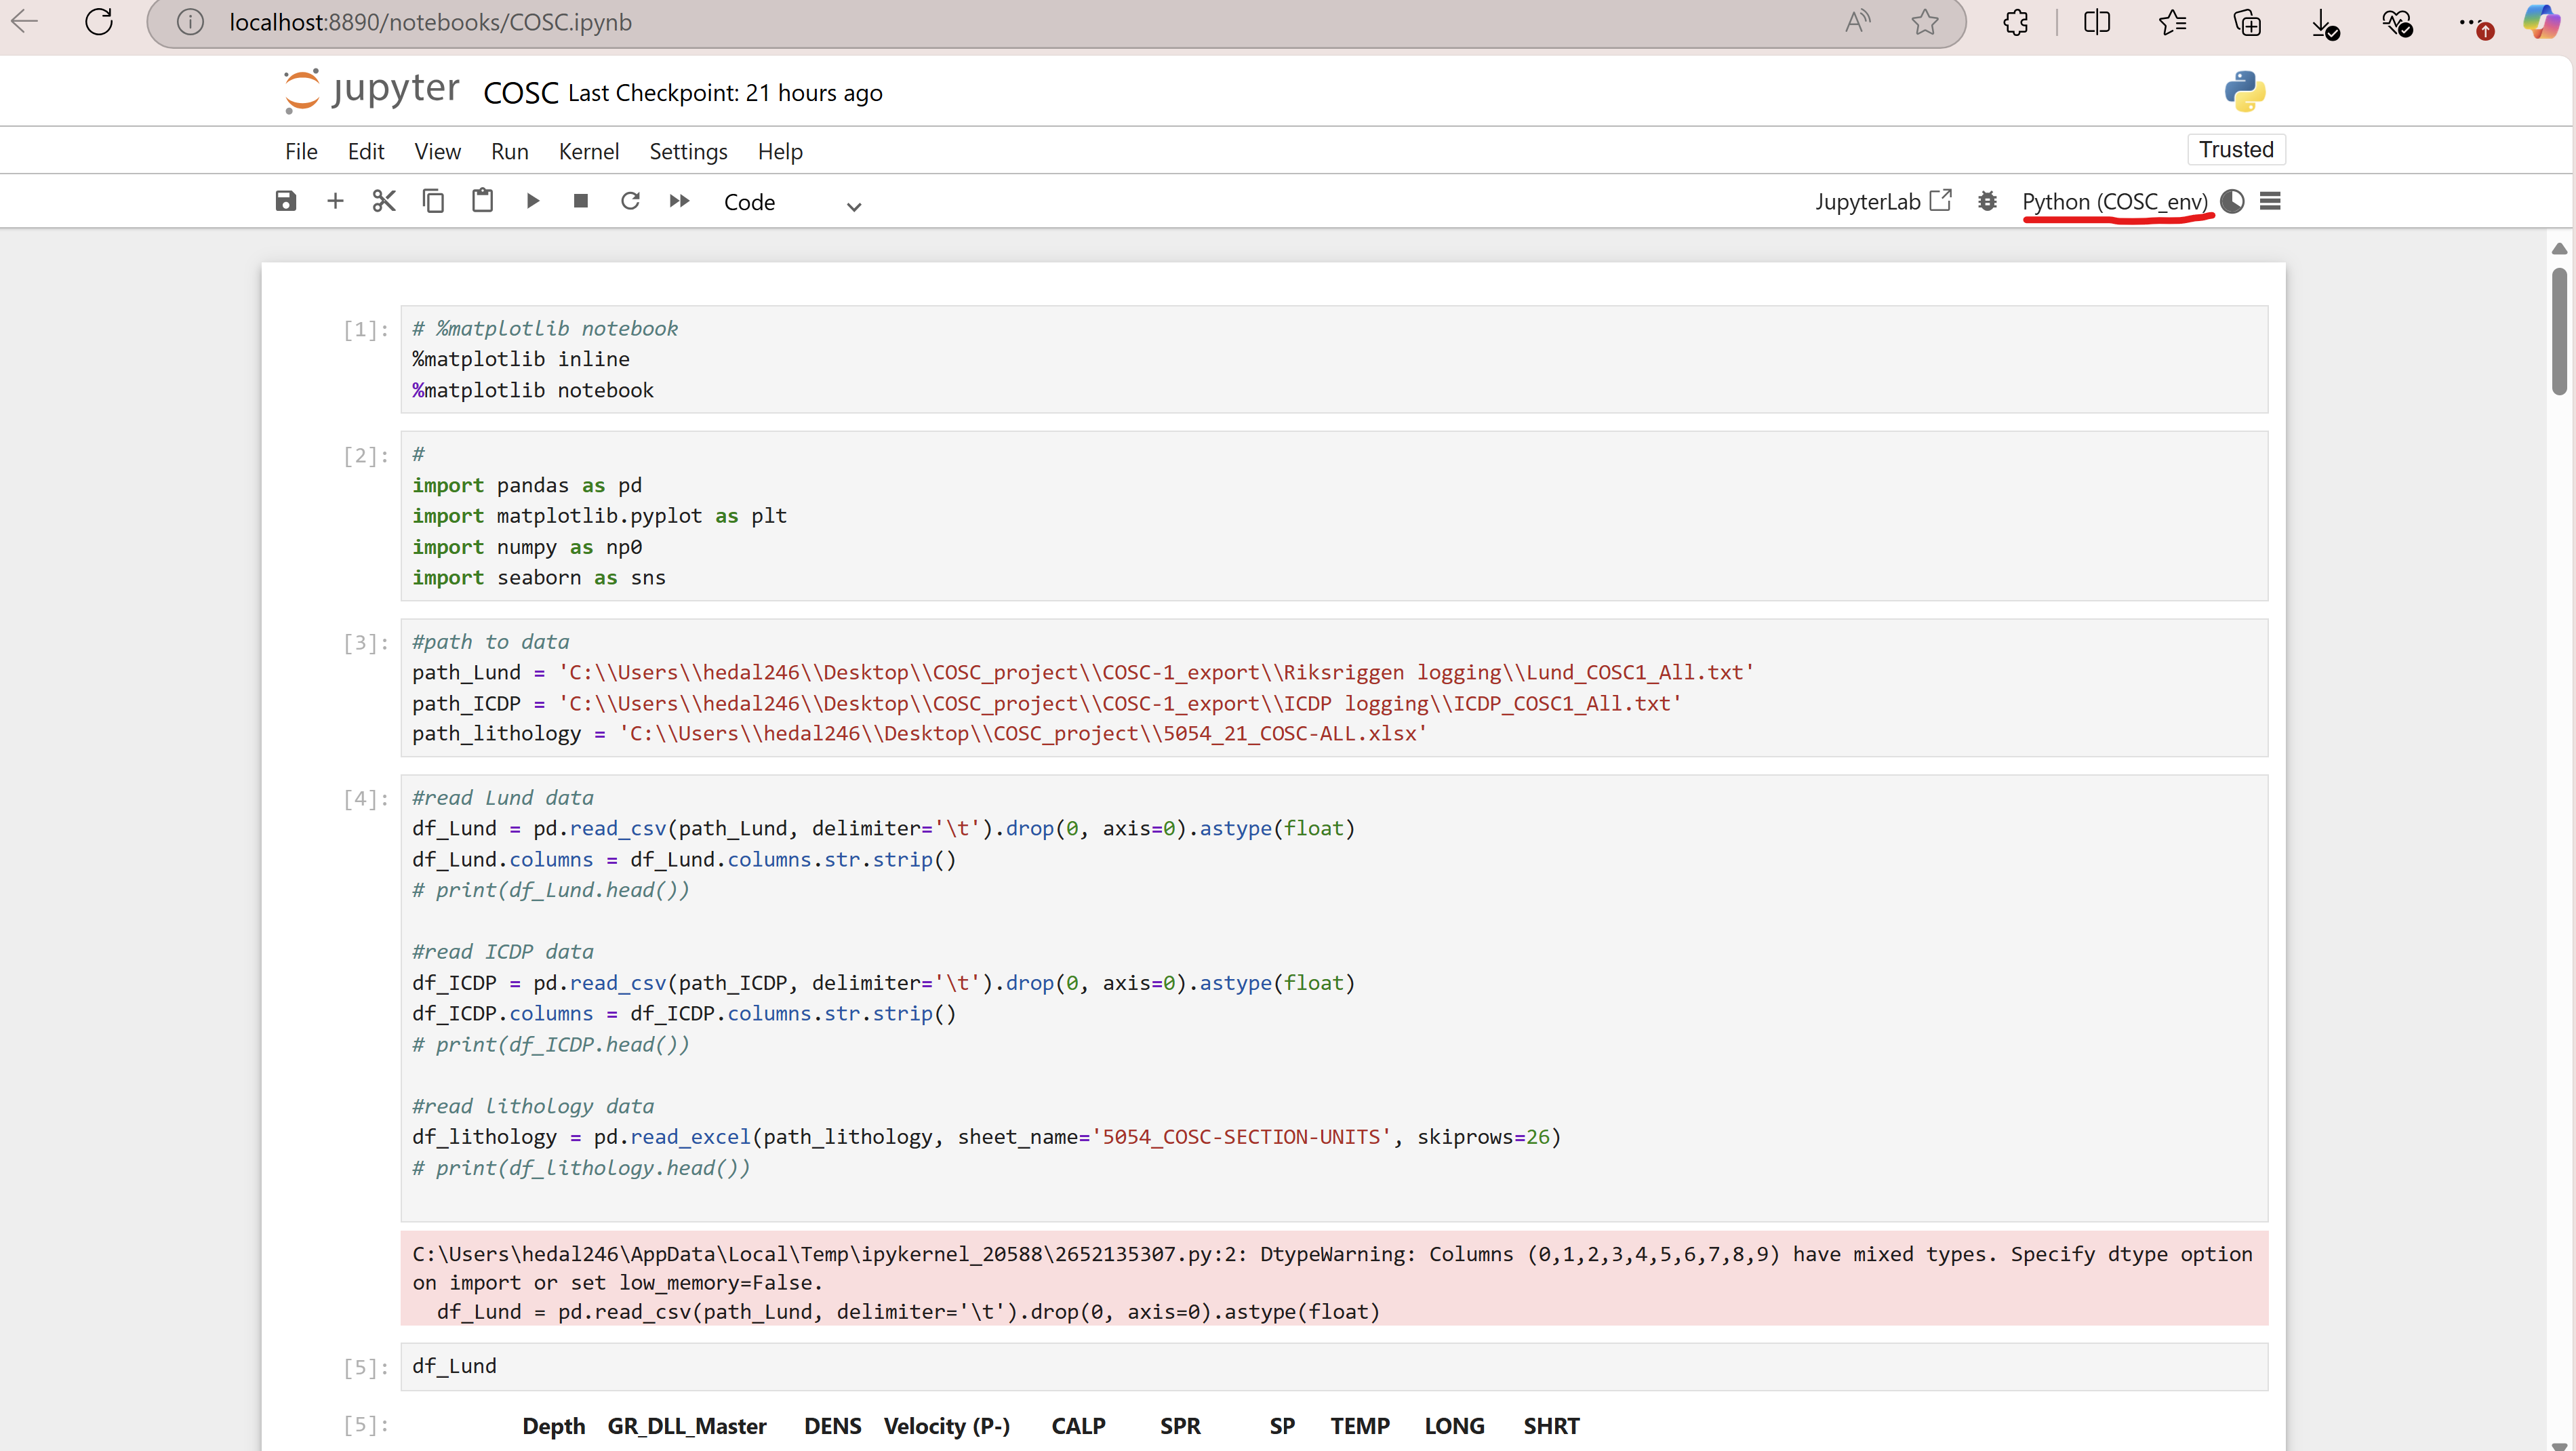 localhost:8890/notebooks/COSC.ipynb
jupyter COSC Last Checkpoint: 21 hours ago
File Edit View Run Kernel Settings Help Trusted
Code JupyterLab Python (COSC_env)
[1]: # %matplotlib notebook
%matplotlib inline
%matplotlib notebook
[2]: #
import pandas as pd
import matplotlib.pyplot as plt
import numpy as np0
import seaborn as sns
[3]: #path to data
path_Lund = 'C:\\Users\\hedal246\\Desktop\\COSC_project\\COSC-1_export\\Riksriggen logging\\Lund_COSC1_All.txt'
path_ICDP = 'C:\\Users\\hedal246\\Desktop\\COSC_project\\COSC-1_export\\ICDP logging\\ICDP_COSC1_All.txt'
path_lithology = 'C:\\Users\\hedal246\\Desktop\\COSC_project\\5054_21_COSC-ALL.xlsx'
[4]: #read Lund data
df_Lund = pd.read_csv(path_Lund, delimiter='\t').drop(0, axis=0).astype(float)
df_Lund.columns = df_Lund.columns.str.strip()
# print(df_Lund.head())
#read ICDP data
df_ICDP = pd.read_csv(path_ICDP, delimiter='\t').drop(0, axis=0).astype(float)
df_ICDP.columns = df_ICDP.columns.str.strip()
# print(df_ICDP.head())
#read lithology data
df_lithology = pd.read_excel(path_lithology, sheet_name='5054_COSC-SECTION-UNITS', skiprows=26)
# print(df_lithology.head())
C:\Users\hedal246\AppData\Local\Temp\ipykernel_20588\2652135307.py:2: DtypeWarning: Columns (0,1,2,3,4,5,6,7,8,9) have mixed types. Specify dtype option
on import or set low_memory=False.
df_Lund = pd.read_csv(path_Lund, delimiter='\t').drop(0, axis=0).astype(float)
[5]: df_Lund
[5]: Depth GR_DLL_Master DENS Velocity (P-) CALP SPR SP TEMP LONG SHRT